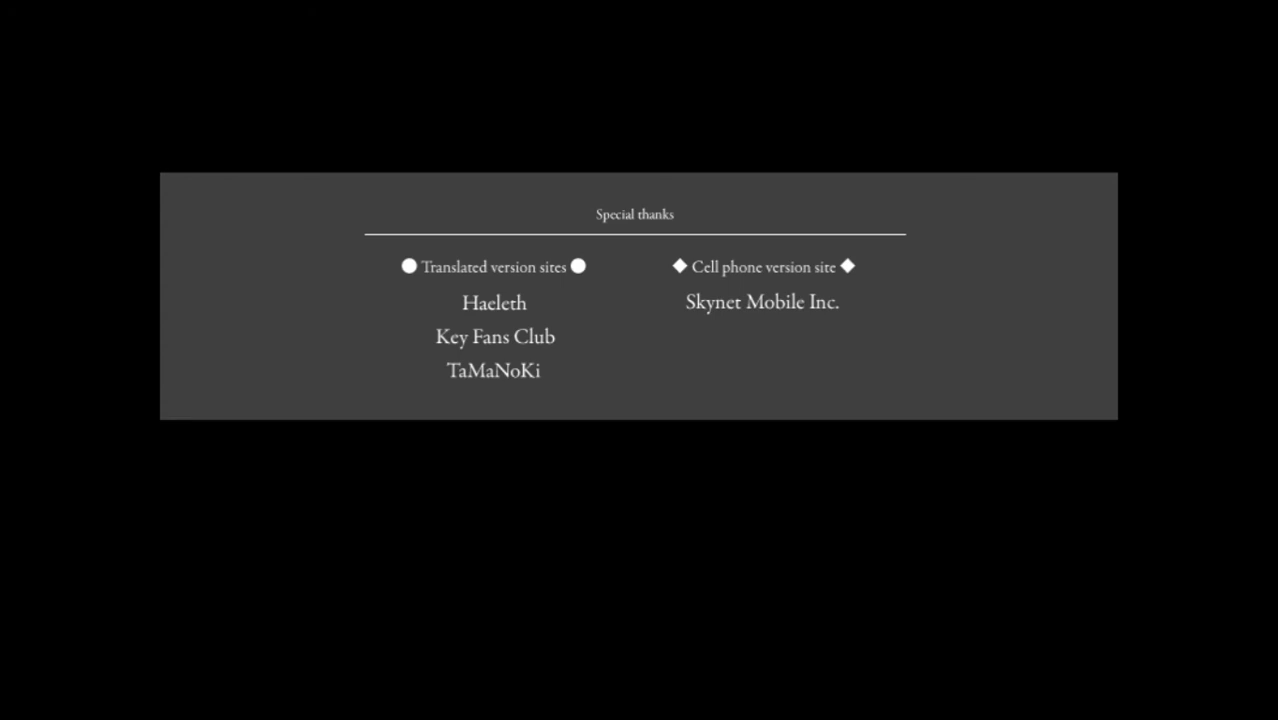 Special thanks
● Translated version sites ●
Haeleth
Key Fans Club
TaMaNoKi
◆ Cell phone version site ◆
Skynet Mobile Inc.